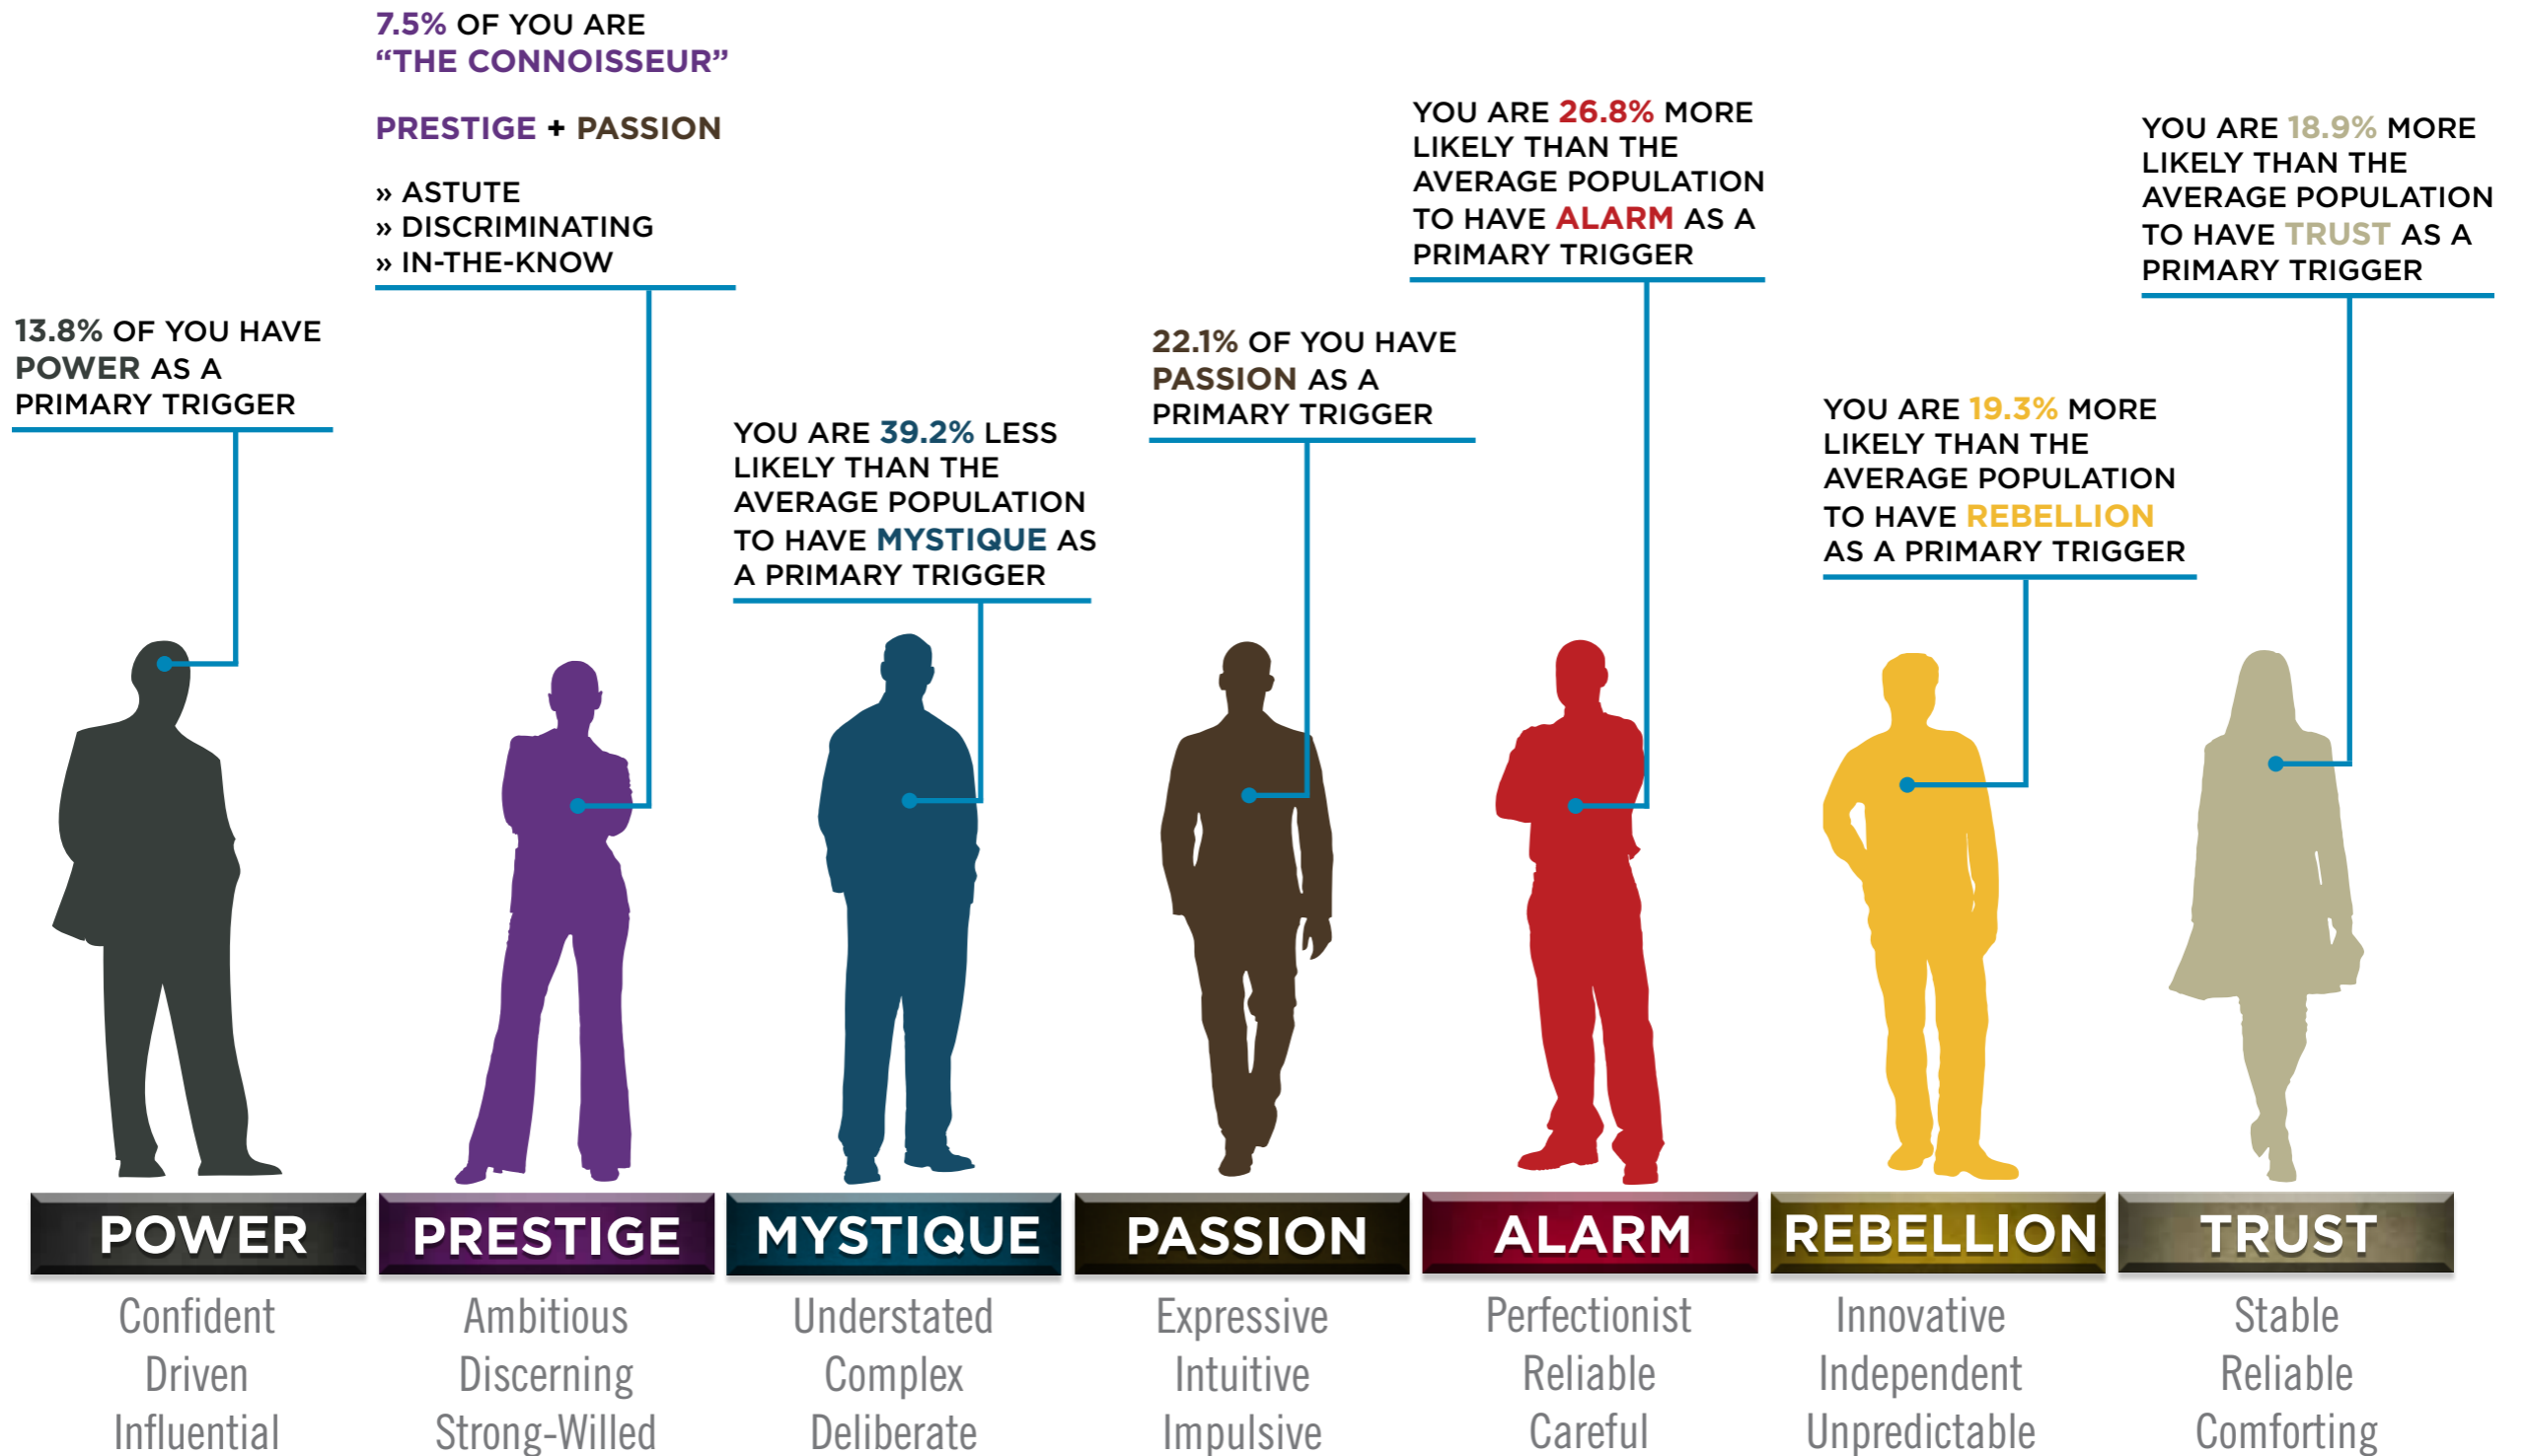 7.5% OF YOU ARE
“THE CONNOISSEUR”
PRESTIGE + PASSION
» ASTUTE
» DISCRIMINATING
» IN-THE-KNOW
13.8% OF YOU HAVE
POWER AS A
PRIMARY TRIGGER
YOU ARE 39.2% LESS
LIKELY THAN THE
AVERAGE POPULATION
TO HAVE MYSTIQUE AS
A PRIMARY TRIGGER
22.1% OF YOU HAVE
PASSION AS A
PRIMARY TRIGGER
YOU ARE 26.8% MORE
LIKELY THAN THE
AVERAGE POPULATION
TO HAVE ALARM AS A
PRIMARY TRIGGER
YOU ARE 19.3% MORE
LIKELY THAN THE
AVERAGE POPULATION
TO HAVE REBELLION
AS A PRIMARY TRIGGER
YOU ARE 18.9% MORE
LIKELY THAN THE
AVERAGE POPULATION
TO HAVE TRUST AS A
PRIMARY TRIGGER
POWER
Confident
Driven
Influential
PRESTIGE
Ambitious
Discerning
Strong-Willed
MYSTIQUE
Understated
Complex
Deliberate
PASSION
Expressive
Intuitive
Impulsive
ALARM
Perfectionist
Reliable
Careful
REBELLION
Innovative
Independent
Unpredictable
TRUST
Stable
Reliable
Comforting